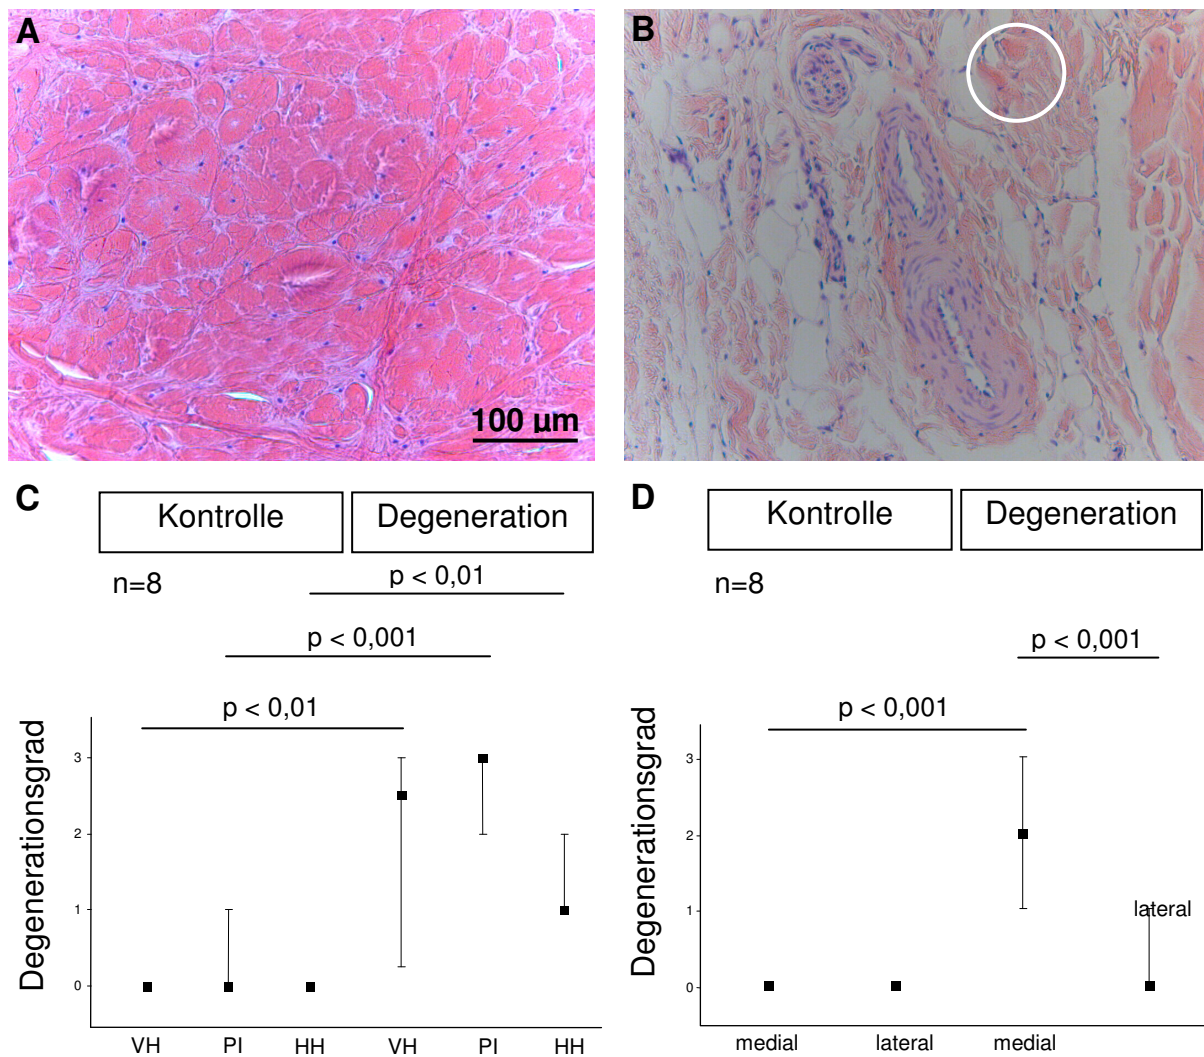 A
B
100 µm
C
Kontrolle
Degeneration
n=8
p < 0,01
p < 0,001
p < 0,01
Degenerationsgrad
3
2
1
0
VH
PI
HH
VH
PI
HH
D
Kontrolle
Degeneration
n=8
p < 0,001
p < 0,001
Degenerationsgrad
3
2
1
0
lateral
medial
lateral
medial